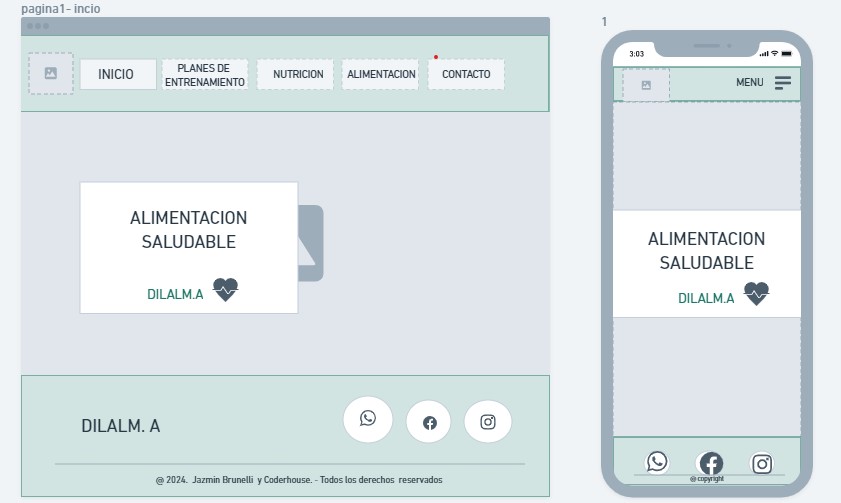 pagina1- incio
INICIO
PLANES DE
ENTRENAMIENTO
NUTRICION
ALIMENTACION
CONTACTO
ALIMENTACION
SALUDABLE
DILALM.A
DILALM. A
@ 2024. Jazmin Brunelli y Coderhouse. - Todos los derechos reservados
1
3:03
MENU
ALIMENTACION
SALUDABLE
DILALM.A
@ copyright